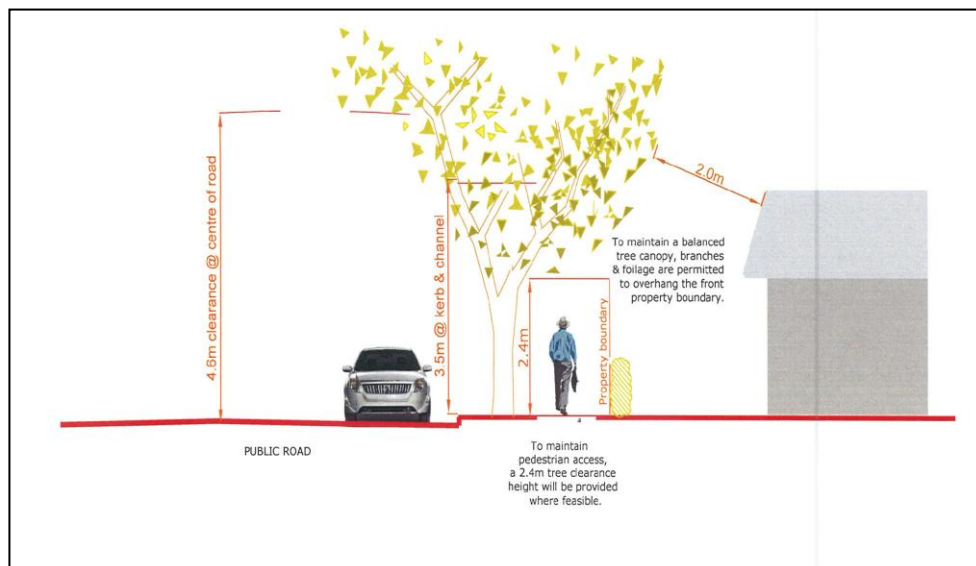 4.6m clearance @ centre of road
3.5m @ kerb & channel
2.4m
Property boundary
2.0m
To maintain a balanced
tree canopy, branches
& foilage are permitted
to overhang the front
property boundary.
PUBLIC ROAD
To maintain
pedestrian access,
a 2.4m tree clearance
height will be provided
where feasible.